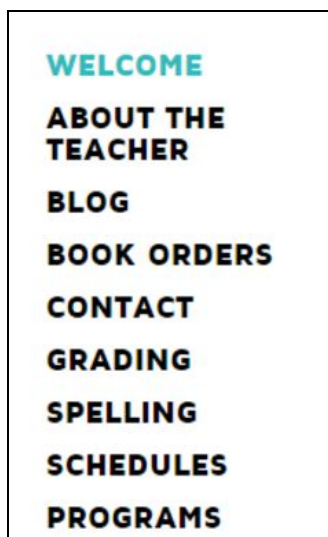 WELCOME
ABOUT THE
TEACHER
BLOG
BOOK ORDERS
CONTACT
GRADING
SPELLING
SCHEDULES
PROGRAMS